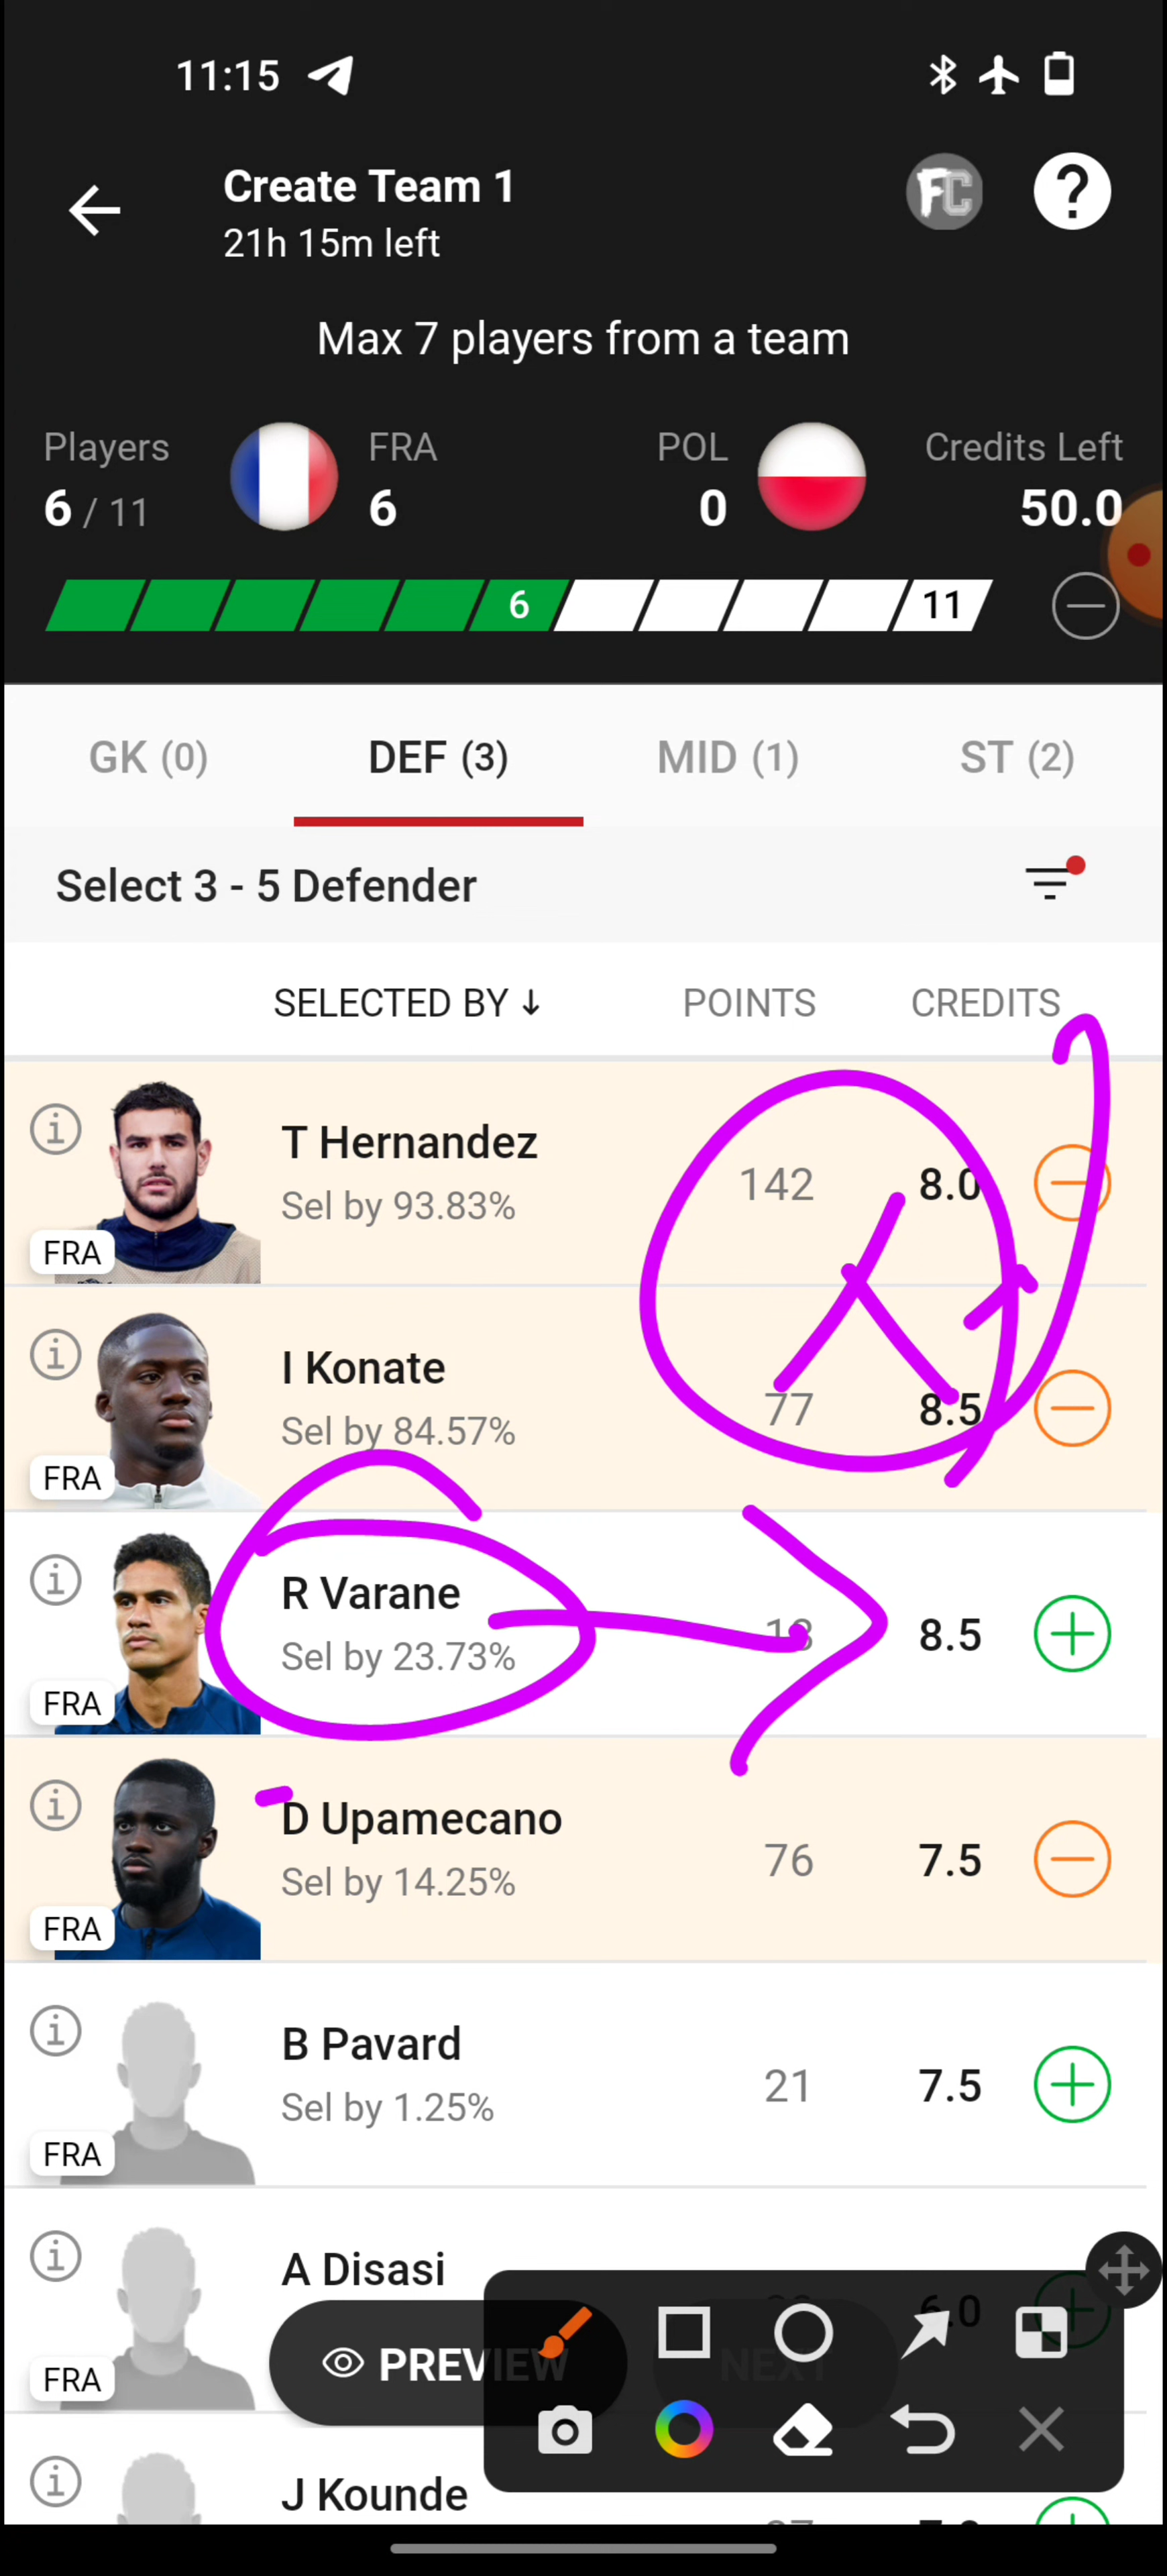 11:15
Create Team 1
21h 15m left
FC
?
Max 7 players from a team
Players FRA POL Credits Left
6 / 11 6 0 50.0
6 11
GK (0) DEF (3) MID (1) ST (2)
Select 3 - 5 Defender
SELECTED BY ↓ POINTS CREDITS
T Hernandez
Sel by 93.83% 142 8.0
FRA
I Konate
Sel by 84.57% 77 8.5
FRA
R Varane
Sel by 23.73% 8.5
FRA
D Upamecano
Sel by 14.25% 76 7.5
FRA
B Pavard
Sel by 1.25% 21 7.5
FRA
A Disasi
6.0
FRA
PREVIEW NEXT
J Kounde